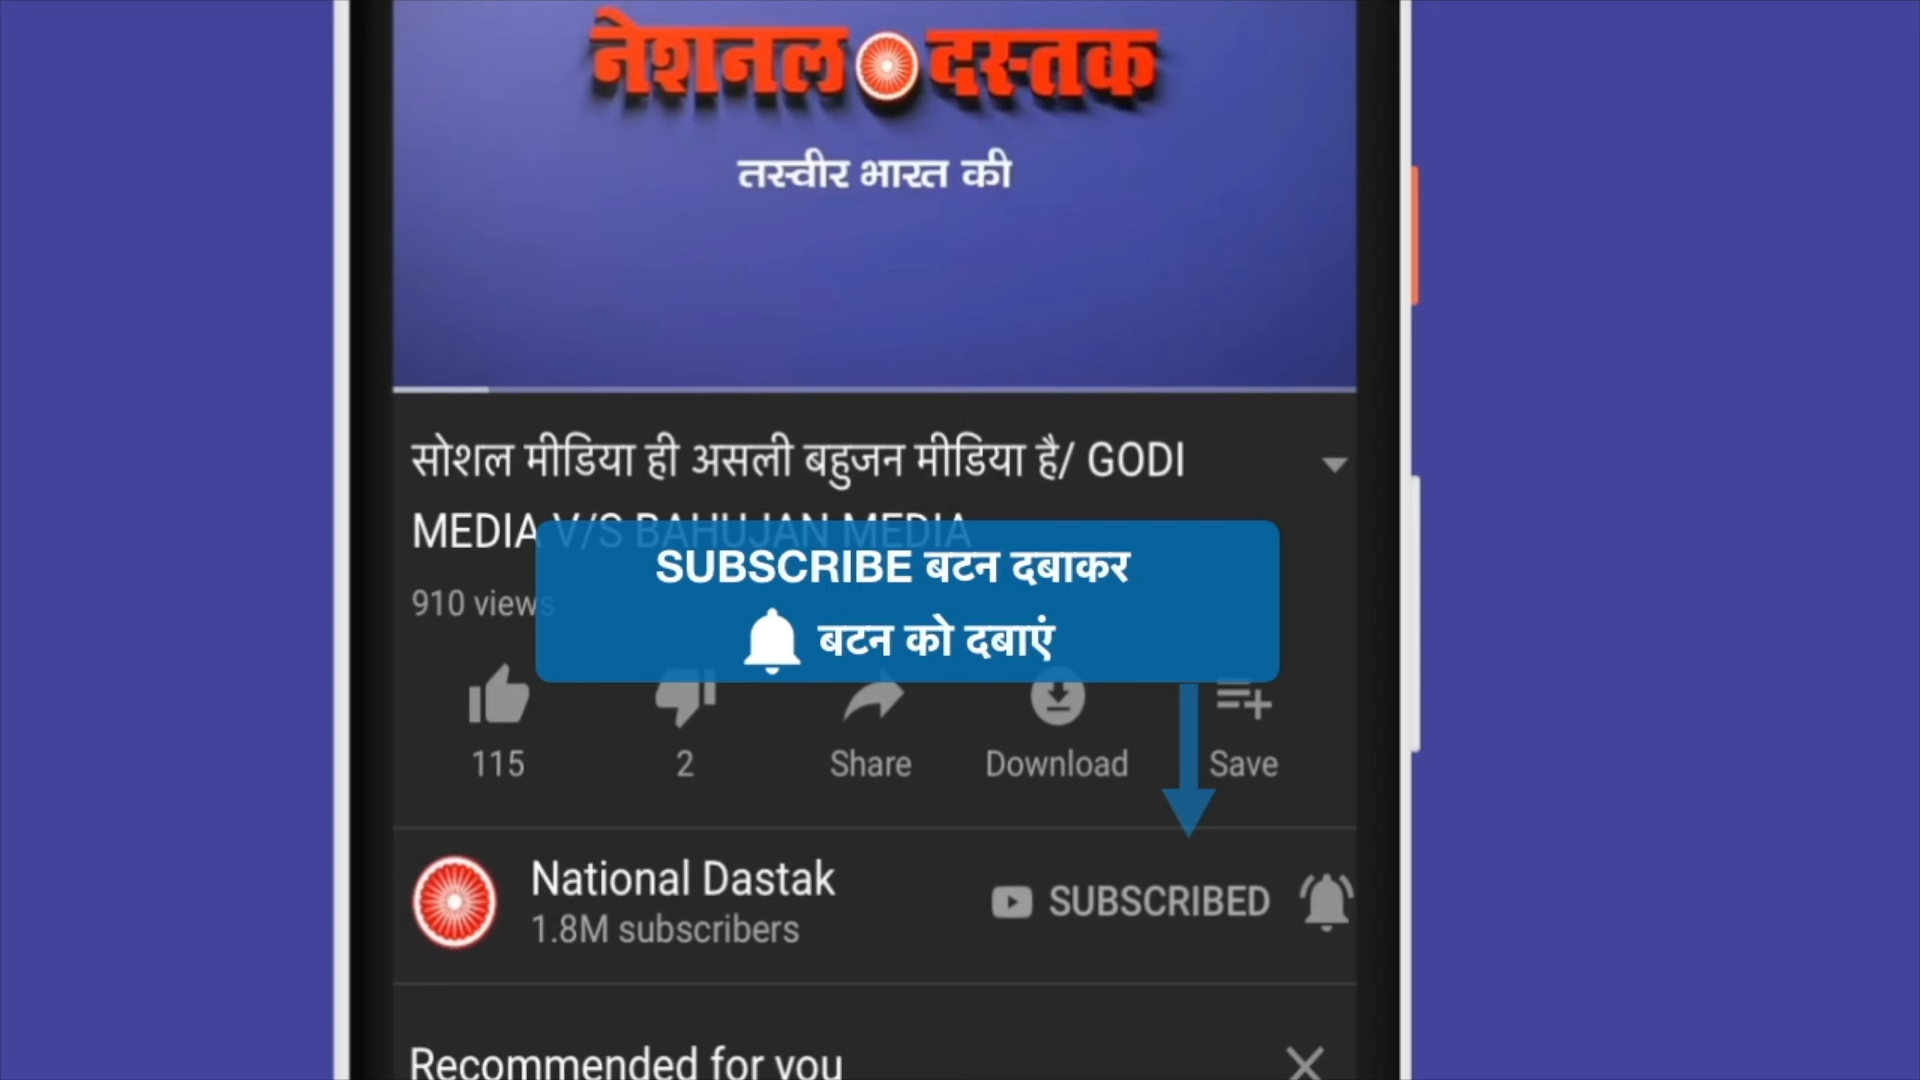 नेशनल दस्तक
तस्वीर भारत की
सोशल मीडिया ही असली बहुजन मीडिया है/ GODI
MEDIA V/S BAHUJAN MEDIA
910 views
SUBSCRIBE बटन दबाकर
बटन को दबाएं
115
2
Share
Download
Save
National Dastak
1.8M subscribers
SUBSCRIBED
Recommended for you